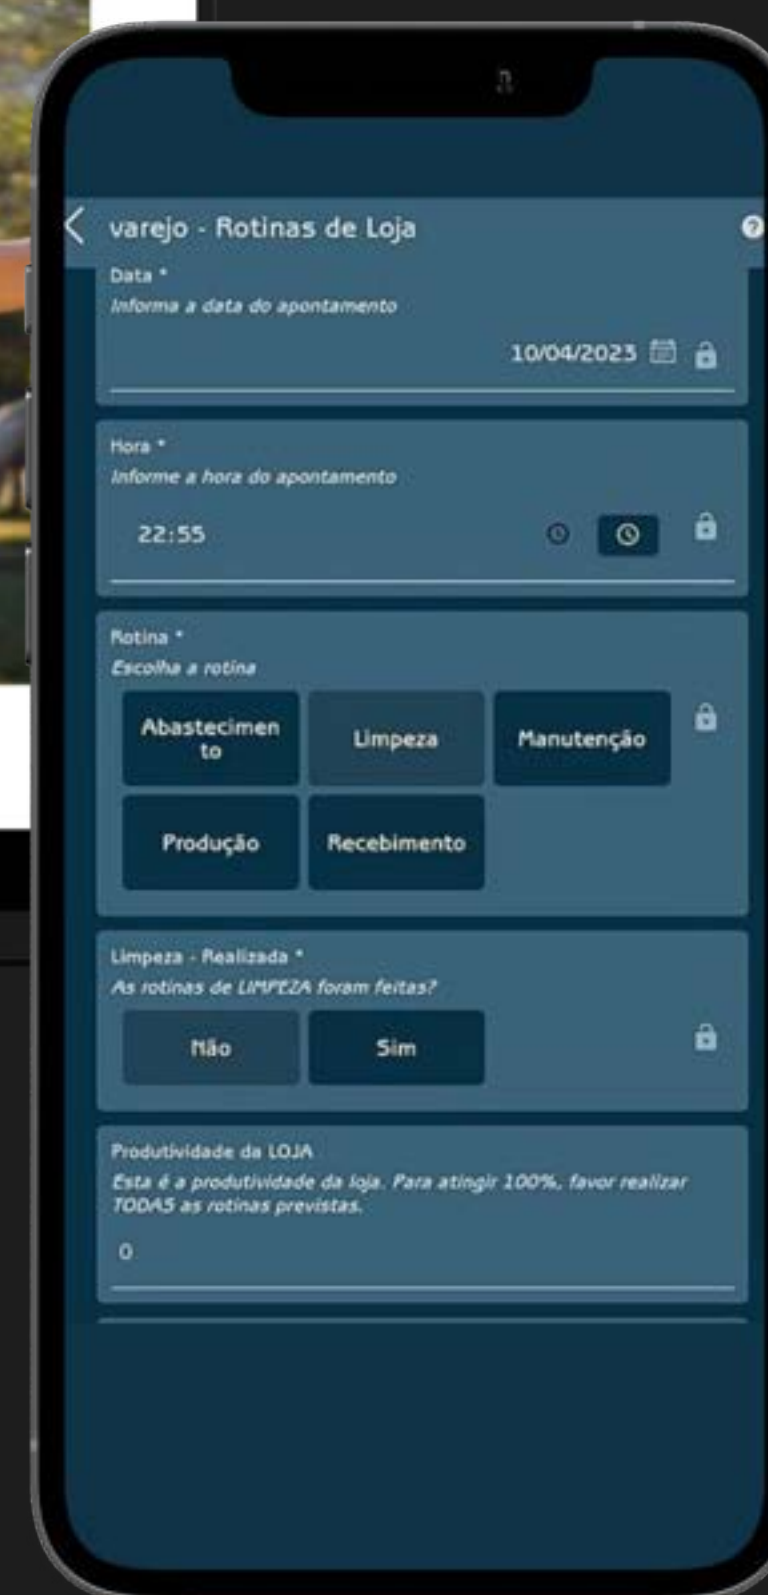 varejo - Rotinas de Loja
Data *
Informa a data do apontamento
10/04/2023
Hora *
Informe a hora do apontamento
22:55
Rotina *
Escolha a rotina
Abastecimen
to
Limpeza
Manutenção
Produção
Recebimento
Limpeza - Realizada *
As rotinas de LIMPEZA foram feitas?
Não
Sim
Produtividade da LOJA
Esta é a produtividade da loja. Para atingir 100%, favor realizar
TODAS as rotinas previstas.
0